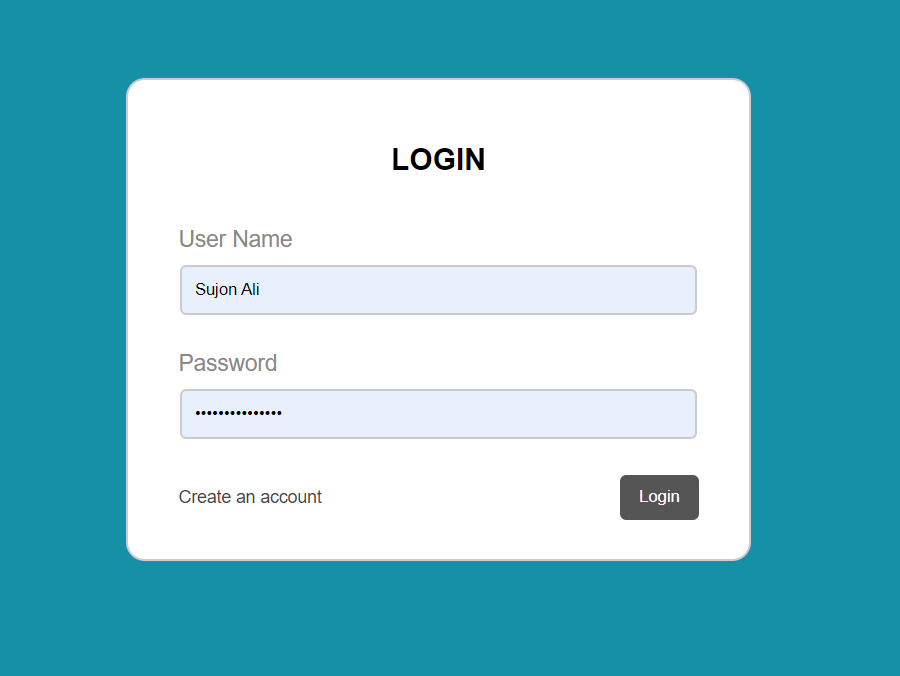 LOGIN
User Name
Sujon Ali
Password
•••••••••••••••
Create an account
Login